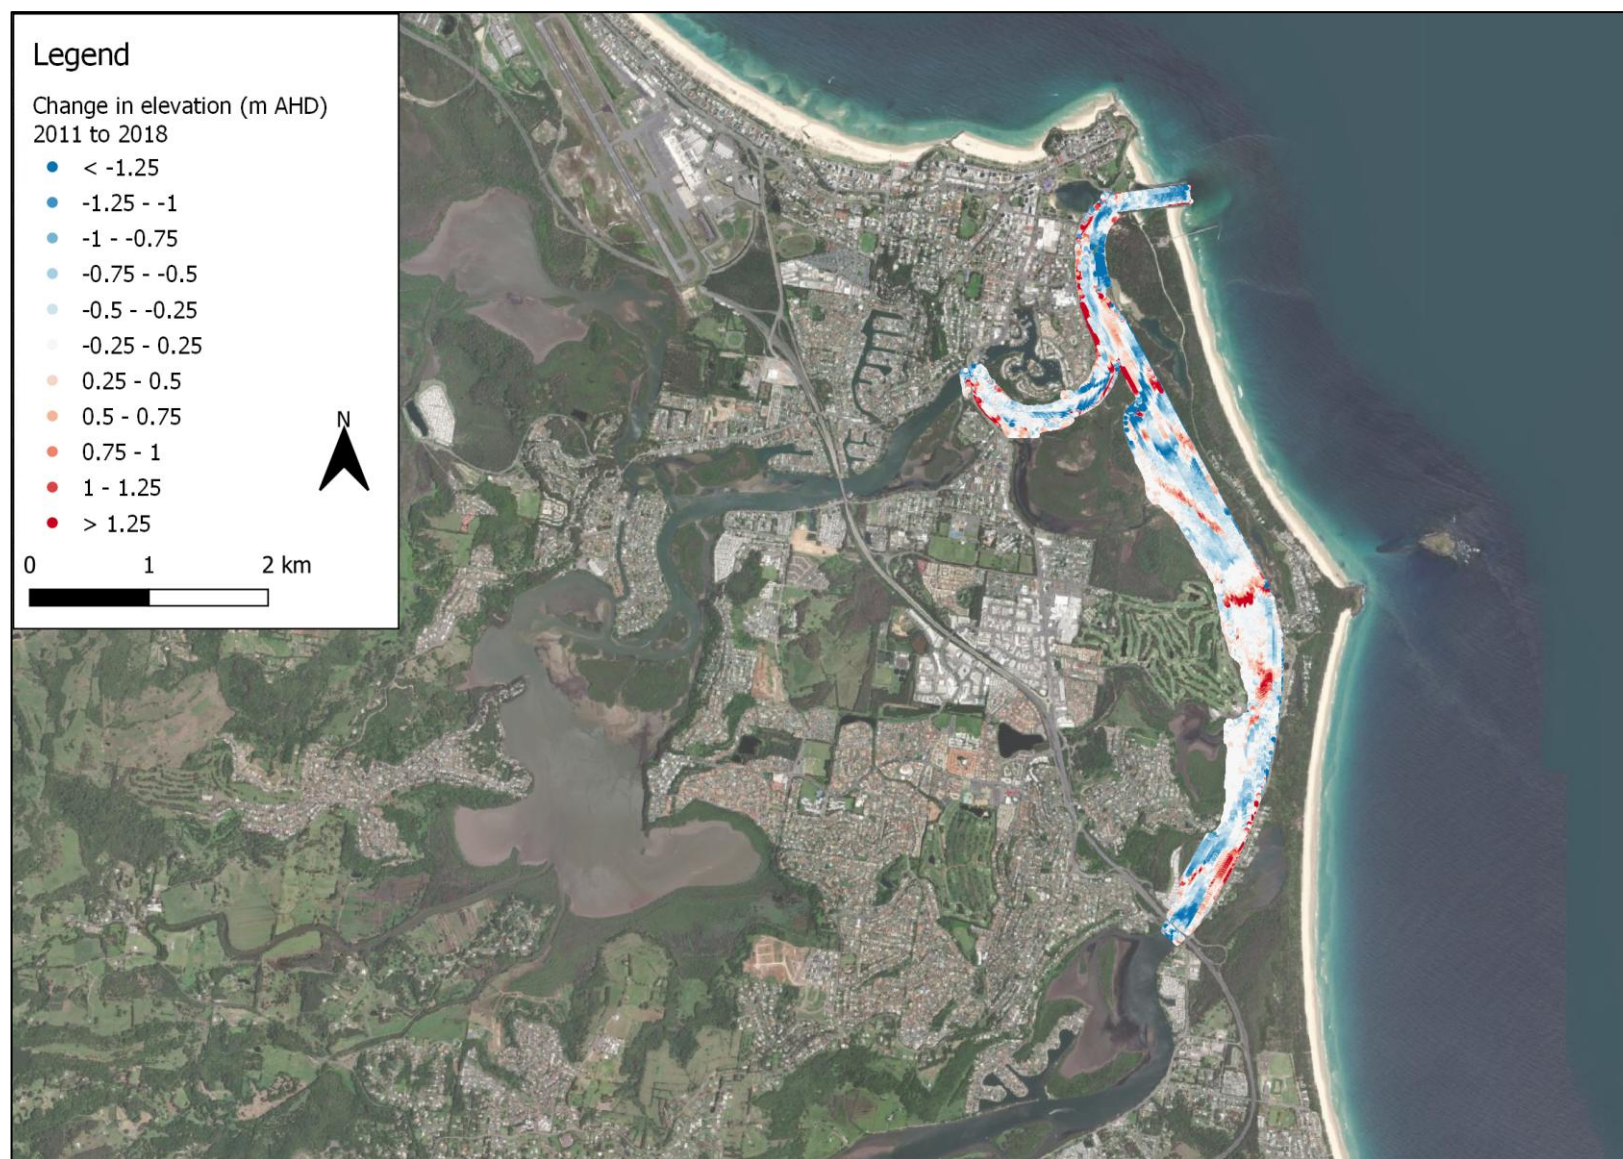 Legend
Change in elevation (m AHD)
2011 to 2018
< -1.25
-1.25 - -1
-1 - -0.75
-0.75 - -0.5
-0.5 - -0.25
-0.25 - 0.25
0.25 - 0.5
0.5 - 0.75
0.75 - 1
1 - 1.25
> 1.25
N
0 1 2 km